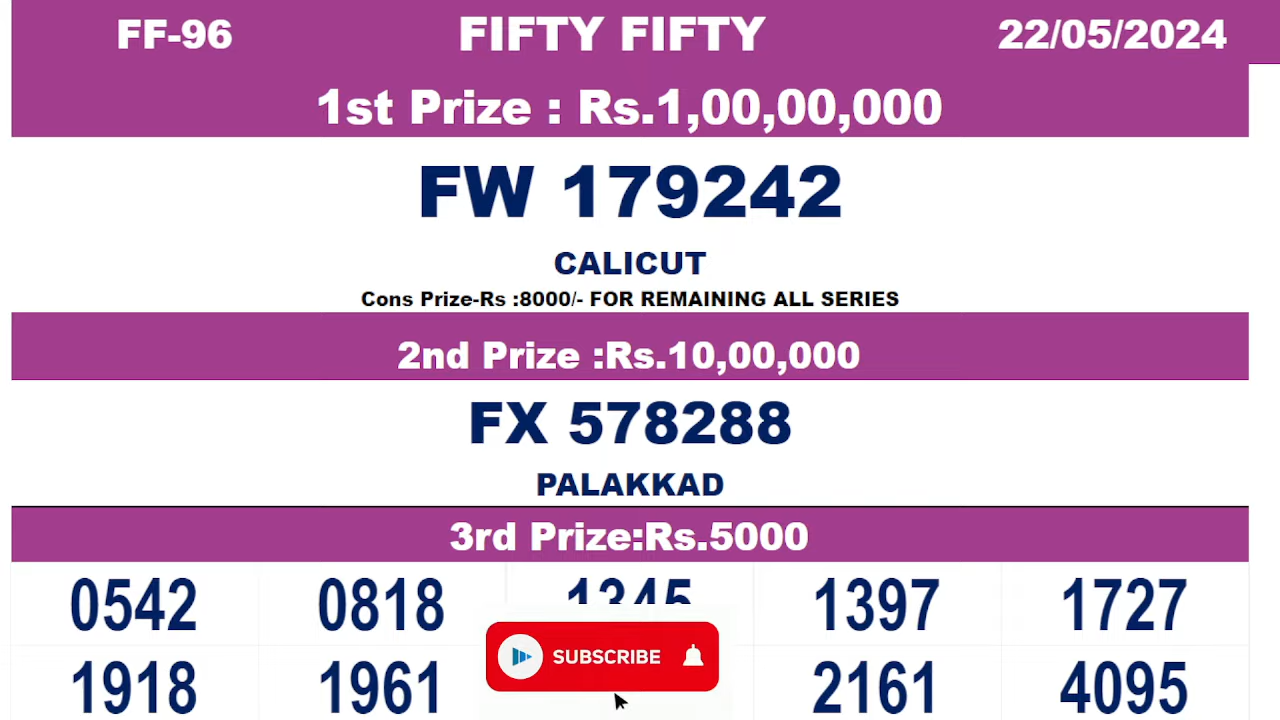 FF-96 FIFTY FIFTY 22/05/2024
1st Prize : Rs.1,00,00,000
FW 179242
CALICUT
Cons Prize-Rs :8000/- FOR REMAINING ALL SERIES
2nd Prize :Rs.10,00,000
FX 578288
PALAKKAD
3rd Prize:Rs.5000
0542 0818 1345 1397 1727
1918 1961 2161 4095
SUBSCRIBE